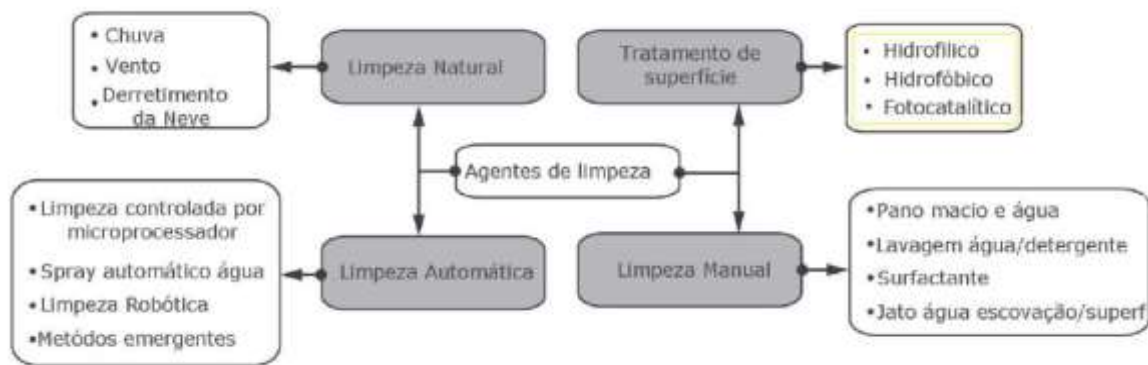 • Chuva
• Vento
• Derretimento
da Neve
Limpeza Natural
Tratamento de
superfície
• Hidrofílico
• Hidrofóbico
• Fotocatalítico
Agentes de limpeza
•Limpeza controlada por
microprocessador
•Spray automático água
•Limpeza Robótica
•Metódos emergentes
Limpeza Automática
Limpeza Manual
•Pano macio e água
•Lavagem água/detergente
•Surfactante
•Jato água escovação/superf